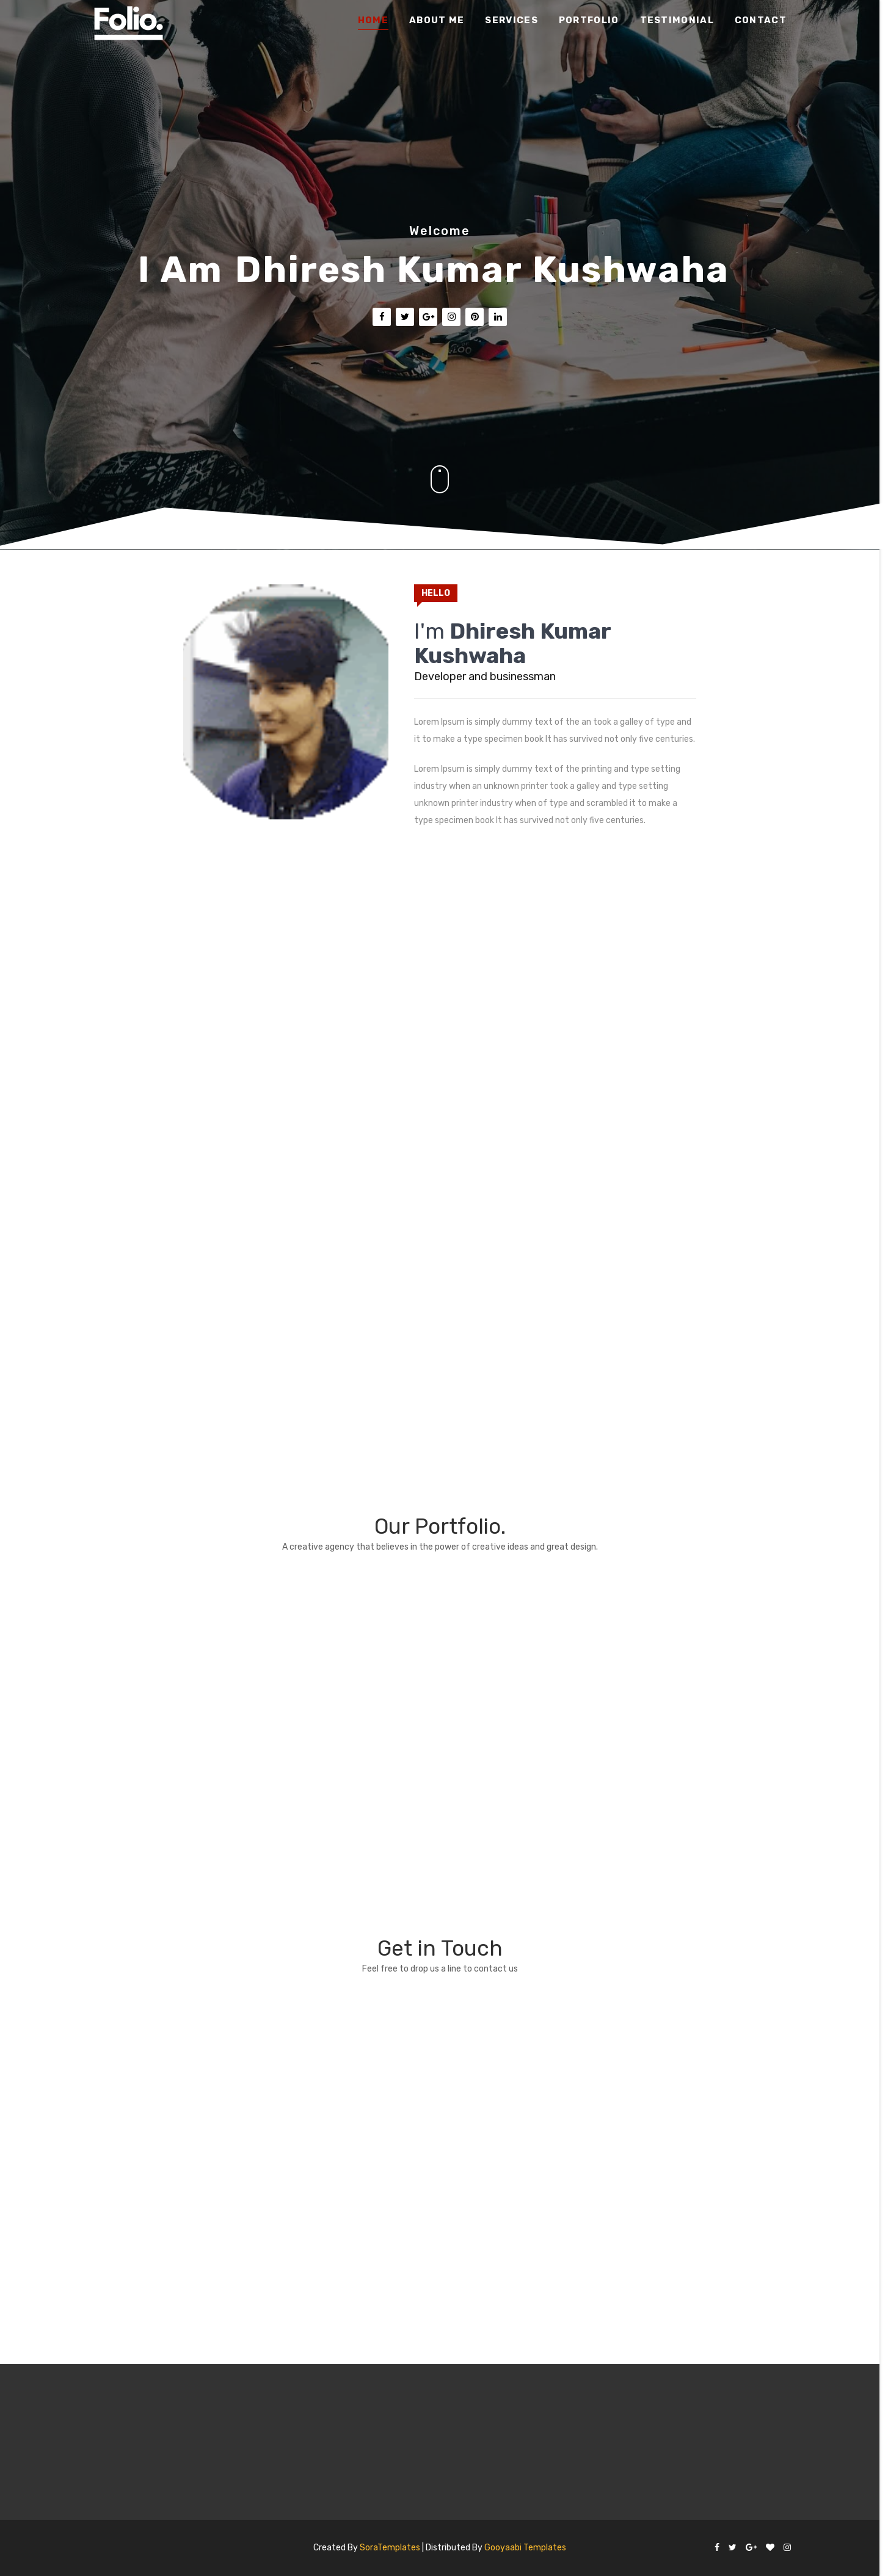 Folio.
HOME ABOUT ME SERVICES PORTFOLIO TESTIMONIAL CONTACT
Welcome
I Am Dhiresh Kumar Kushwaha
HELLO
I'm Dhiresh Kumar
Kushwaha
Developer and businessman
Lorem Ipsum is simply dummy text of the an took a galley of type and
it to make a type specimen book It has survived not only five centuries.
Lorem Ipsum is simply dummy text of the printing and type setting
industry when an unknown printer took a galley and type setting
unknown printer industry when of type and scrambled it to make a
type specimen book It has survived not only five centuries.
Our Portfolio.
A creative agency that believes in the power of creative ideas and great design.
Get in Touch
Feel free to drop us a line to contact us
Created By SoraTemplates | Distributed By Gooyaabi Templates